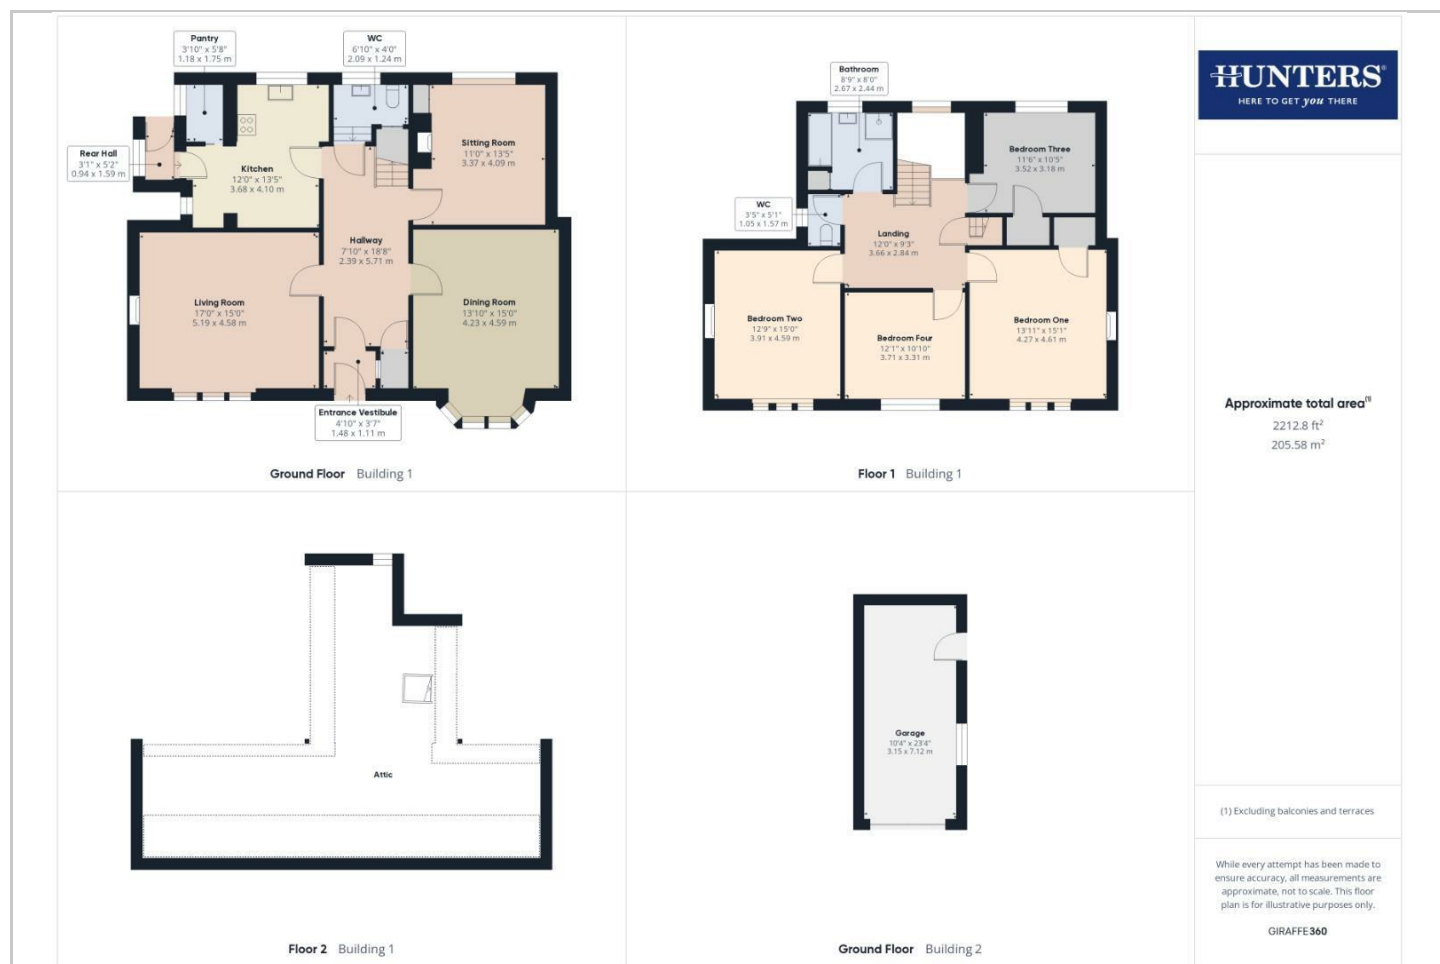 Pantry
3'10" x 5'8"
1.18 x 1.75 m
WC
6'10" x 4'0"
2.09 x 1.24 m
Rear Hall
3'1" x 5'2"
0.94 x 1.59 m
Kitchen
12'0" x 13'5"
3.68 x 4.10 m
Sitting Room
11'0" x 13'5"
3.37 x 4.09 m
Hallway
7'10" x 18'8"
2.39 x 5.71 m
Living Room
17'0" x 15'0"
5.19 x 4.58 m
Dining Room
13'10" x 15'0"
4.23 x 4.59 m
Entrance Vestibule
4'10" x 3'7"
1.48 x 1.11 m
Ground Floor Building 1
Bathroom
8'9" x 8'0"
2.67 x 2.44 m
Bedroom Three
11'6" x 10'5"
3.52 x 3.18 m
WC
3'5" x 5'1"
1.05 x 1.57 m
Landing
12'0" x 9'3"
3.66 x 2.84 m
Bedroom Two
12'9" x 15'0"
3.91 x 4.59 m
Bedroom Four
12'1" x 10'10"
3.71 x 3.31 m
Bedroom One
13'11" x 15'1"
4.27 x 4.61 m
Floor 1 Building 1
Attic
Floor 2 Building 1
Garage
10'4" x 23'4"
3.15 x 7.12 m
Ground Floor Building 2
HUNTERS®
HERE TO GET you THERE
Approximate total area(1)
2212.8 ft²
205.58 m²
(1) Excluding balconies and terraces
While every attempt has been made to
ensure accuracy, all measurements are
approximate, not to scale. This floor
plan is for illustrative purposes only.
GIRAFFE360